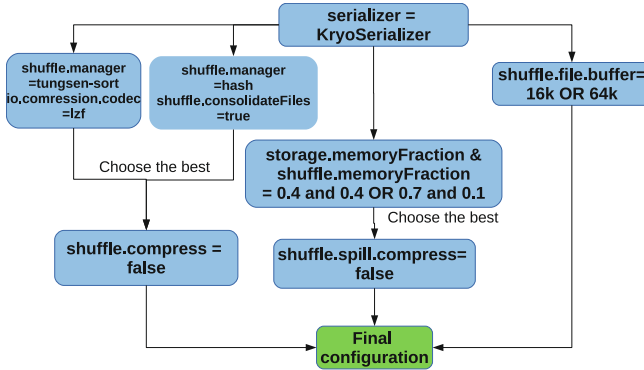 serializer =
KryoSerializer
shuffle.manager
=tungsen-sort
io,comression,codec
=lzf
shuffle.manager
=hash
shuffle.consolidateFiles
=true
shuffle.file.buffer=
16k OR 64k
Choose the best
storage.memoryFraction &
shuffle.memoryFraction
= 0.4 and 0.4 OR 0.7 and 0.1
Choose the best
shuffle.compress =
false
shuffle.spill.compress=
false
Final
configuration